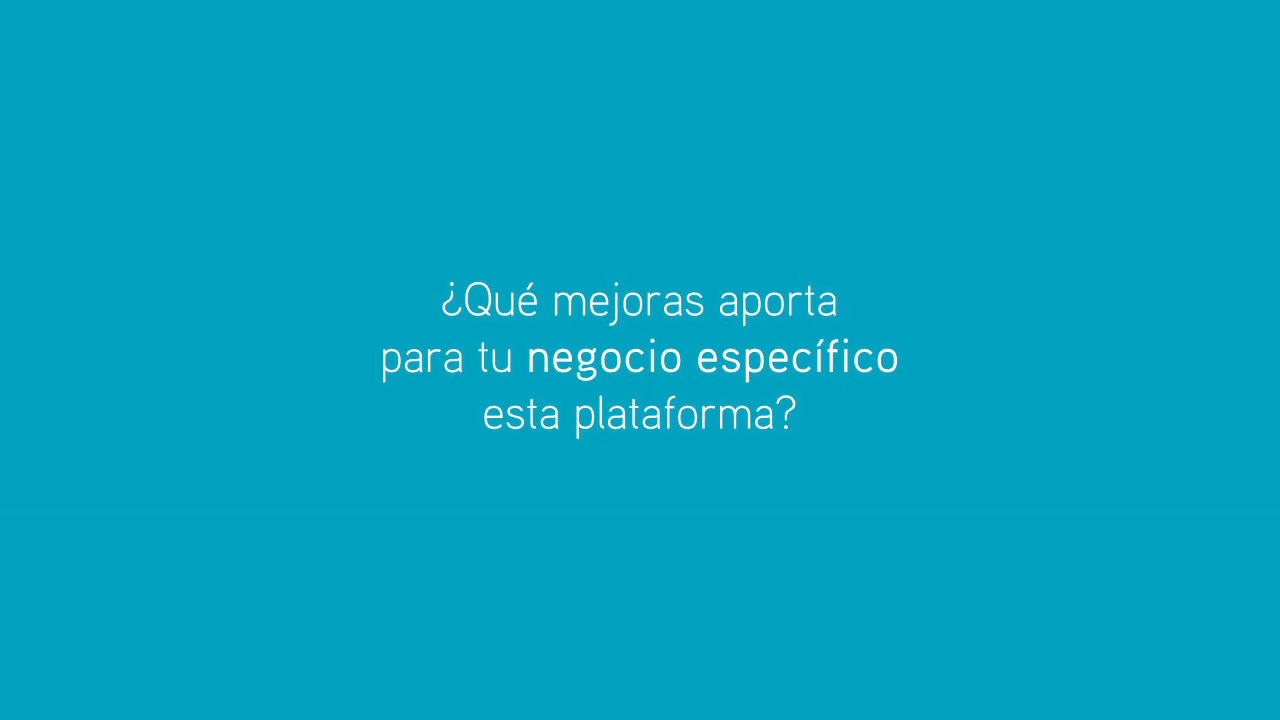 ¿Qué mejoras aporta
para tu negocio específico
esta plataforma?